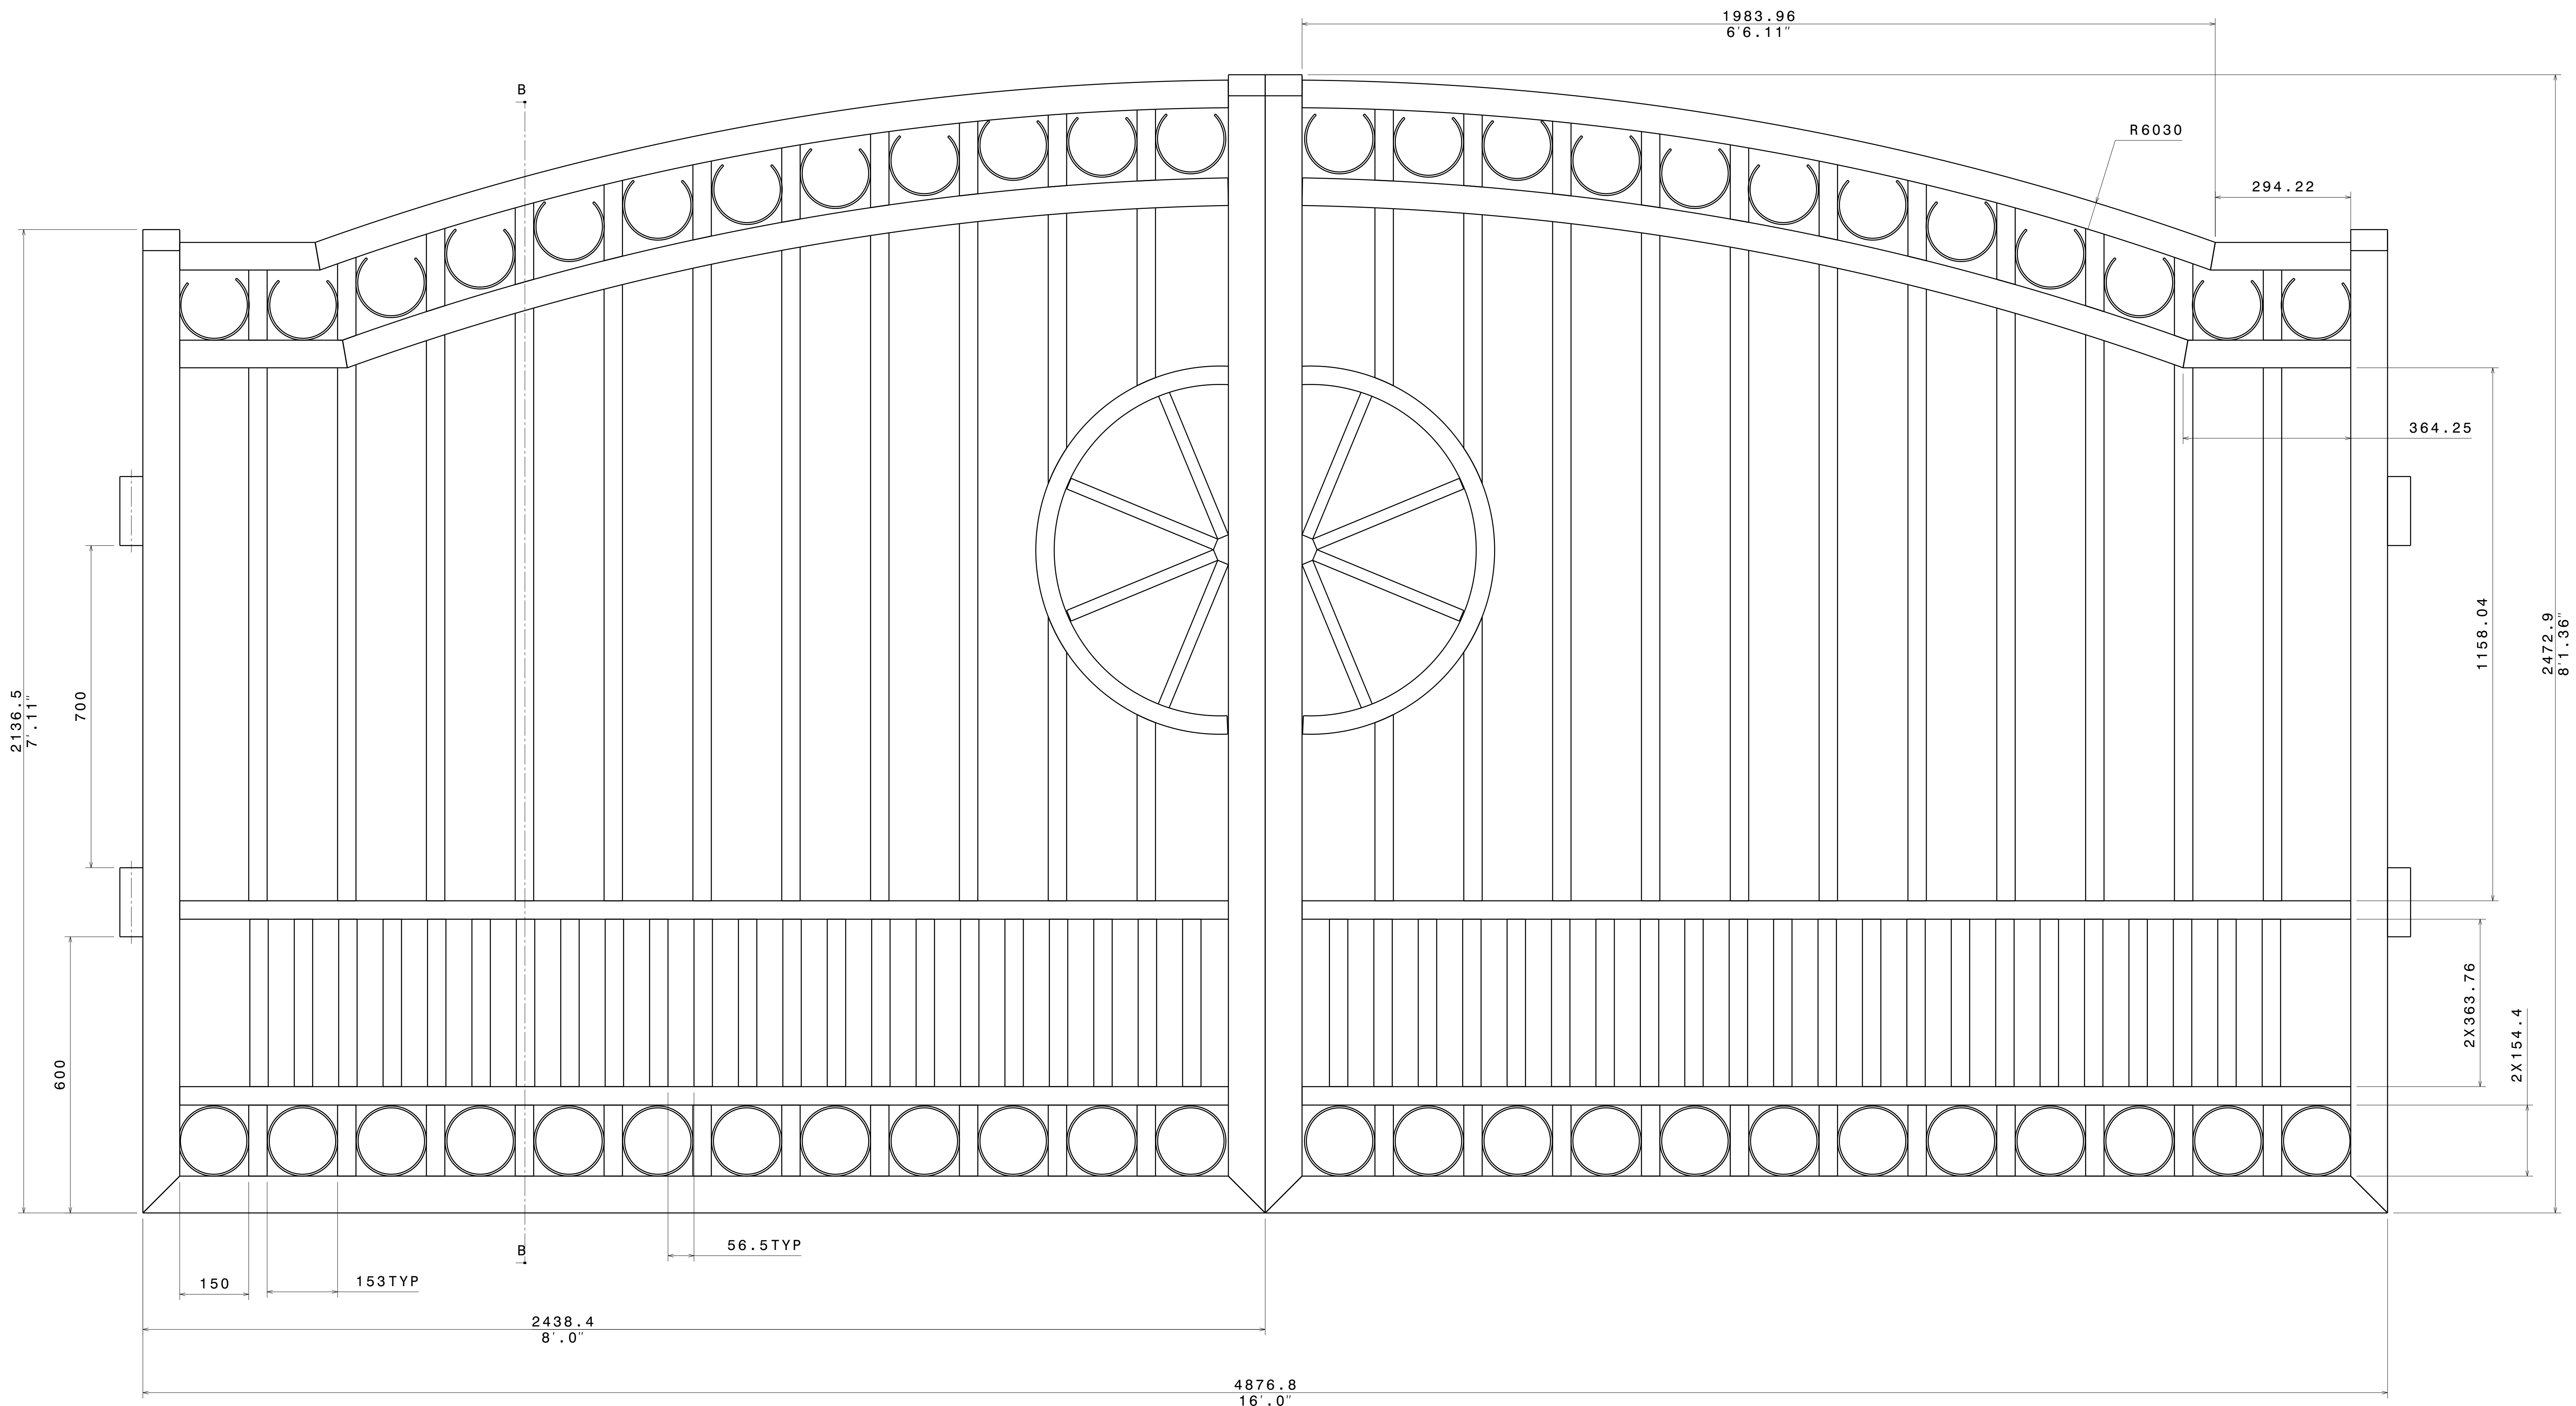 1983.96
6'6.11"
B
R6030
294.22
364.25
1158.04
2472.9
8'1.36"
2136.5
7'.11"
700
600
2X363.76
2X154.4
B
56.5TYP
150
153TYP
2438.4
8'.0"
4876.8
16'.0"